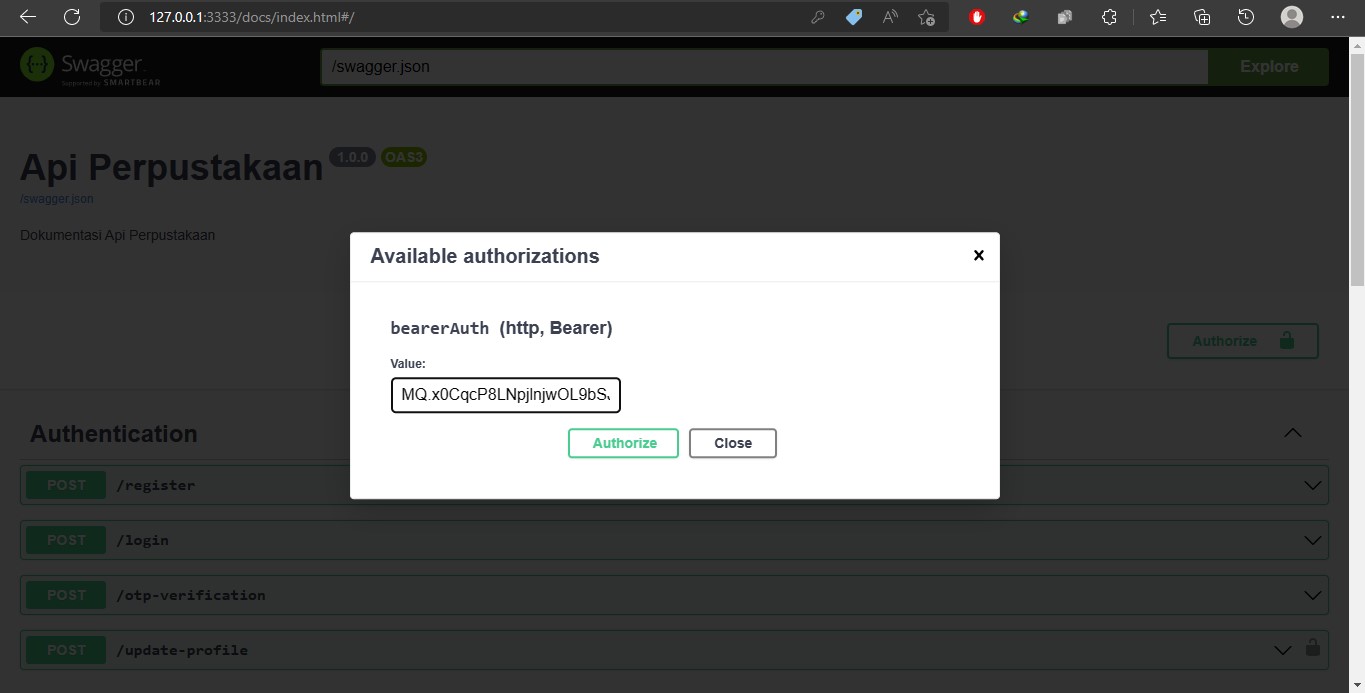 127.0.0.1:3333/docs/index.html#/
Swagger.
Supported by SMARTBEAR
/swagger.json
Explore
Api Perpustakaan 1.0.0 OAS3
/swagger.json
Dokumentasi Api Perpustakaan
Available authorizations
bearerAuth (http, Bearer)
Value:
Authorize Close
Authorize
Authentication
POST /register
POST /login
POST /otp-verification
POST /update-profile